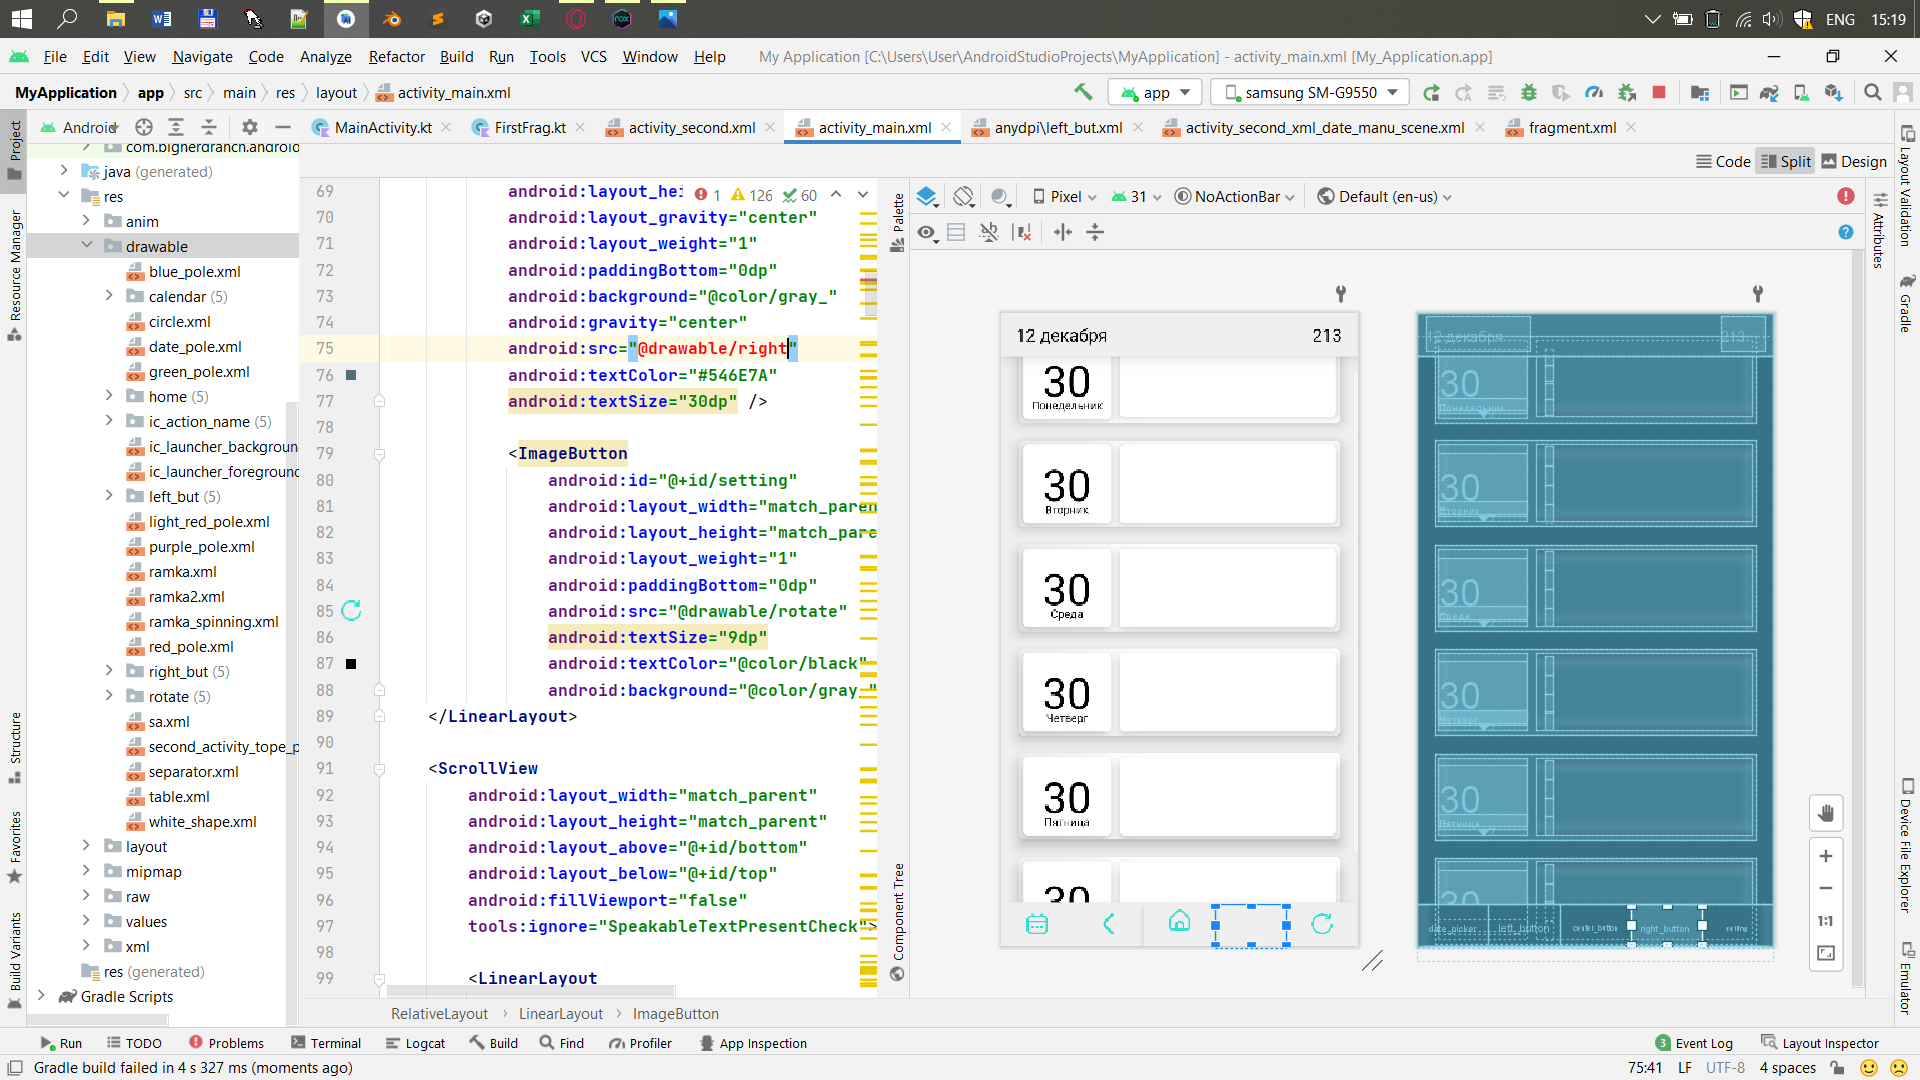 ENG 15:19
File Edit View Navigate Code Analyze Refactor Build Run Tools VCS Window Help My Application [C:\Users\User\AndroidStudioProjects\MyApplication] - activity_main.xml [My_Application.app]
MyApplication app src main res layout activity_main.xml app samsung SM-G9550
Android MainActivity.kt FirstFrag.kt activity_second.xml activity_main.xml anydpi\left_but.xml activity_second_xml_date_manu_scene.xml fragment.xml
Code Split Design
Project
Resource Manager
Structure
Favorites
Build Variants
com.bignerdranch.android
java (generated)
res
anim
drawable
blue_pole.xml
calendar (5)
circle.xml
date_pole.xml
green_pole.xml
home (5)
ic_action_name (5)
ic_launcher_backgroun
ic_launcher_foreground
left_but (5)
light_red_pole.xml
purple_pole.xml
ramka.xml
ramka2.xml
ramka_spinning.xml
red_pole.xml
right_but (5)
rotate (5)
sa.xml
second_activity_tope_p
separator.xml
table.xml
white_shape.xml
layout
mipmap
raw
values
xml
res (generated)
Gradle Scripts
1 126 60
69 android:layout_he
70 android:layout_gravity="center"
71 android:layout_weight="1"
72 android:paddingBottom="0dp"
73 android:background="@color/gray_"
74 android:gravity="center"
75 android:src="@drawable/right"
76 android:textColor="#546E7A"
77 android:textSize="30dp" />
78
79 <ImageButton
80 android:id="@+id/setting"
81 android:layout_width="match_paren
82 android:layout_height="match_pare
83 android:layout_weight="1"
84 android:paddingBottom="0dp"
85 android:src="@drawable/rotate"
86 android:textSize="9dp"
87 android:textColor="@color/black"
88 android:background="@color/gray_"
89 </LinearLayout>
90
91 <ScrollView
92 android:layout_width="match_parent"
93 android:layout_height="match_parent"
94 android:layout_above="@+id/bottom"
95 android:layout_below="@+id/top"
96 android:fillViewport="false"
97 tools:ignore="SpeakableTextPresentCheck">
98
99 <LinearLayout
RelativeLayout LinearLayout ImageButton
Palette
Component Tree
Pixel 31 NoActionBar Default (en-us)
12 декабря 213
30
Понедельник
30
Вторник
30
Среда
30
Четверг
30
Пятница
30
12 декабря 213
30
Понедельник
30
Вторник
30
Среда
30
Четверг
30
Пятница
30
date_picker left_button center_button right_button setting
1:1
Attributes
Layout Validation
Gradle
Device File Explorer
Emulator
Run TODO Problems Terminal Logcat Build Find Profiler App Inspection 3 Event Log Layout Inspector
Gradle build failed in 4 s 327 ms (moments ago) 75:41 LF UTF-8 4 spaces